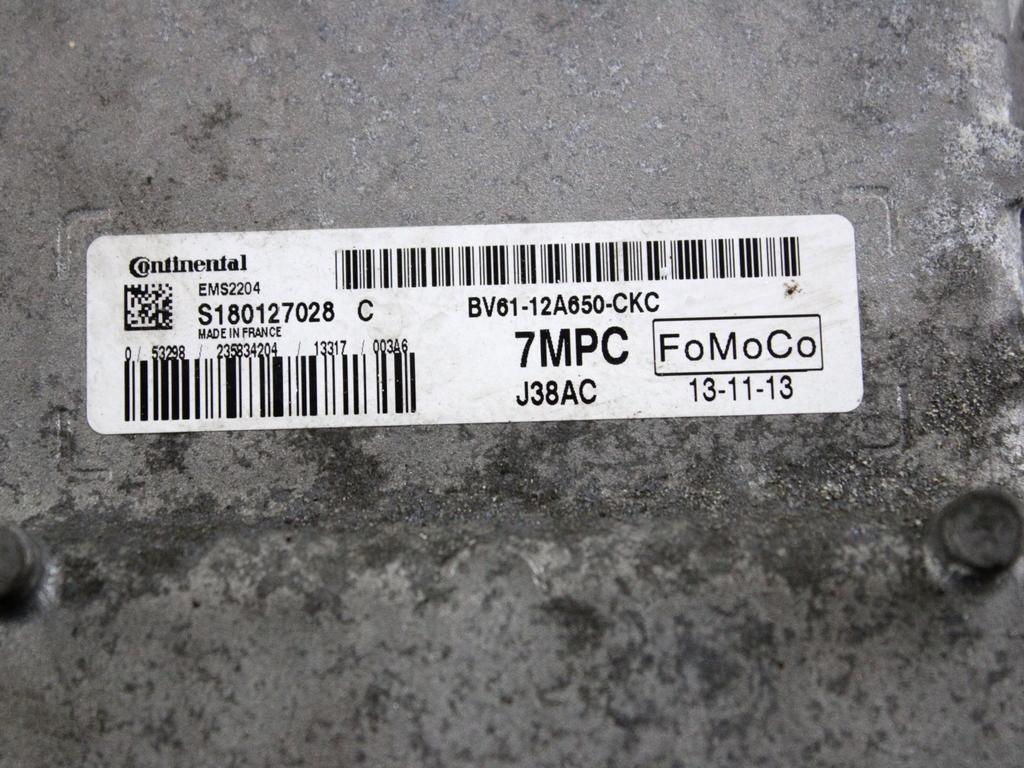 Continental
EMS2204
S180127028 C
MADE IN FRANCE
0 / 53298 / 235834204 / 13317 / 003A6
BV61-12A650-CKC
7MPC FoMoCo
J38AC 13-11-13